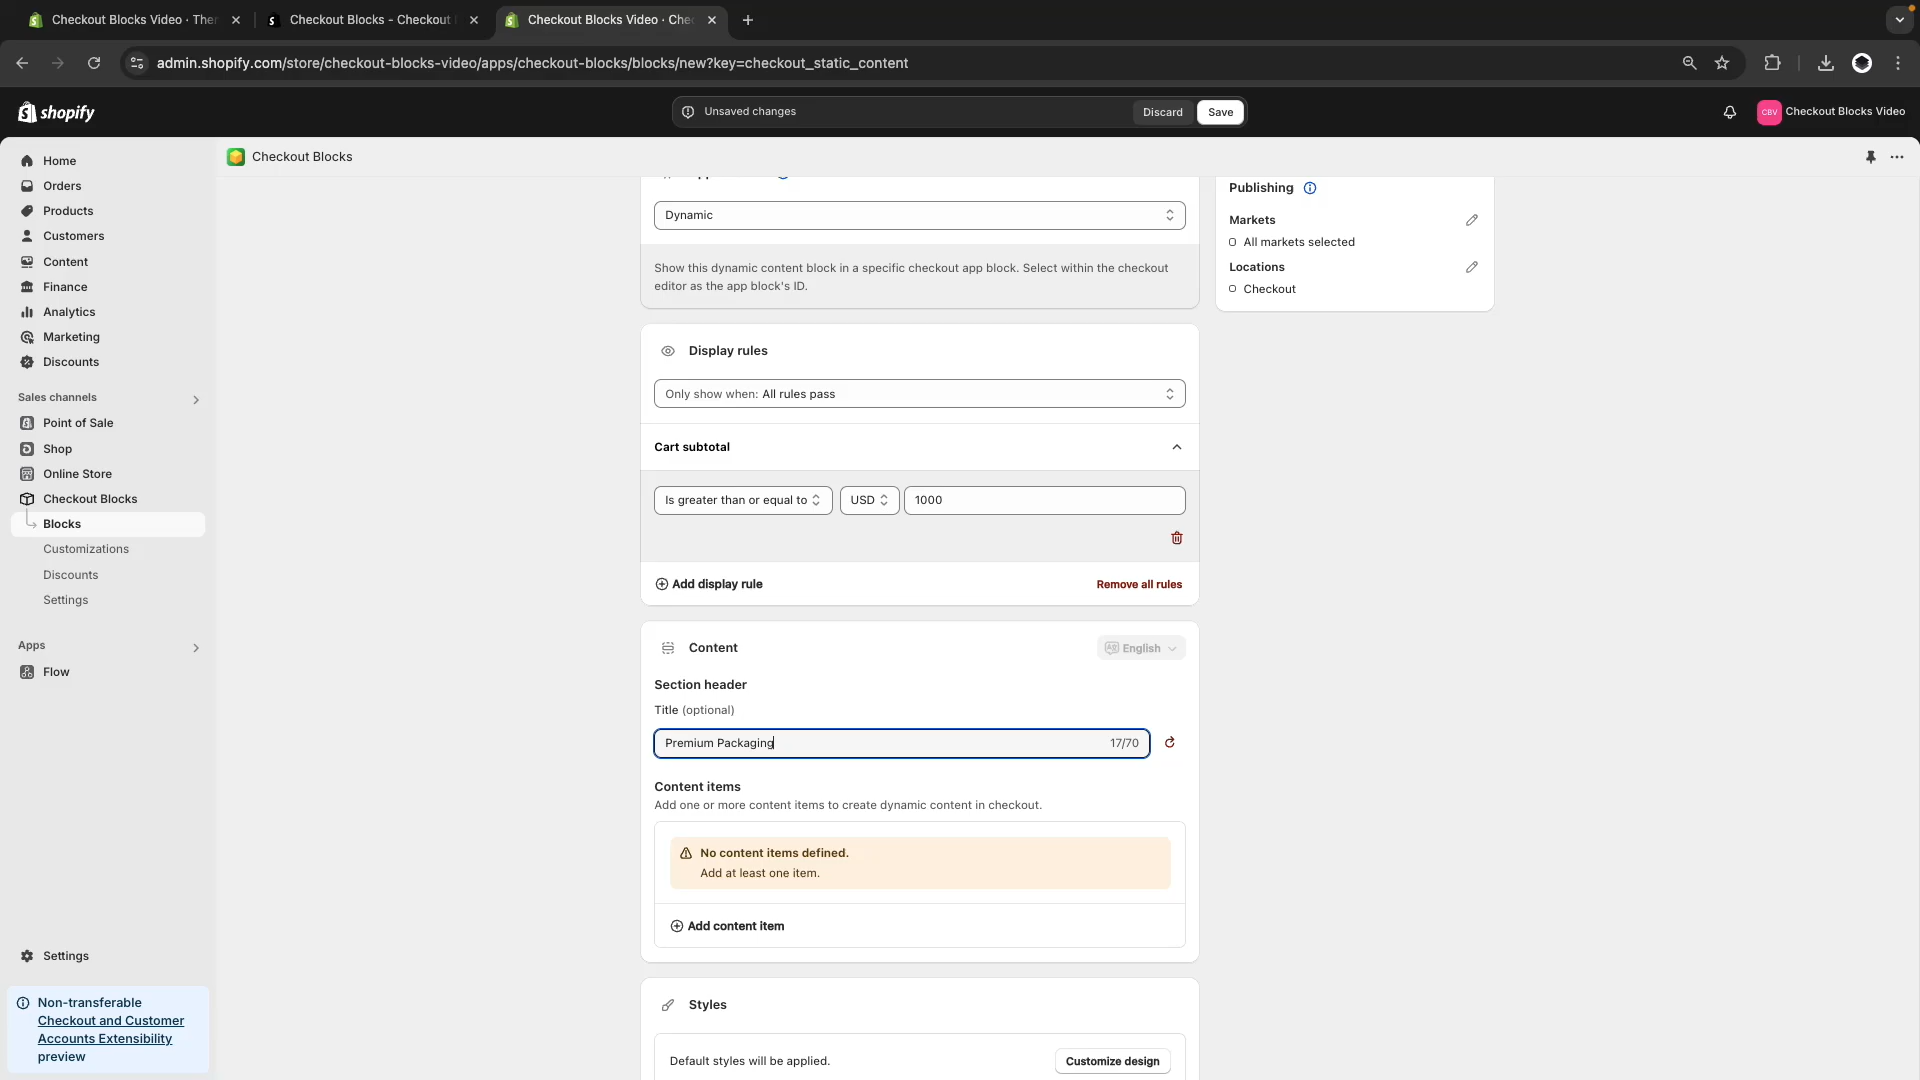 Checkout Blocks Video · Ther
Checkout Blocks - Checkout
Checkout Blocks Video · Chec
admin.shopify.com/store/checkout-blocks-video/apps/checkout-blocks/blocks/new?key=checkout_static_content
shopify
Unsaved changes
Discard
Save
CBV
Checkout Blocks Video
Home
Orders
Products
Customers
Content
Finance
Analytics
Marketing
Discounts
Sales channels
Point of Sale
Shop
Online Store
Checkout Blocks
Blocks
Customizations
Discounts
Settings
Apps
Flow
Settings
Non-transferable
Checkout and Customer
Accounts Extensibility
preview
Checkout Blocks
Dynamic
Show this dynamic content block in a specific checkout app block. Select within the checkout
editor as the app block's ID.
Display rules
Only show when: All rules pass
Cart subtotal
Is greater than or equal to
USD
1000
Add display rule
Remove all rules
Content
English
Section header
Title (optional)
Premium Packaging
17/70
Content items
Add one or more content items to create dynamic content in checkout.
No content items defined.
Add at least one item.
Add content item
Styles
Default styles will be applied.
Customize design
Publishing
Markets
All markets selected
Locations
Checkout